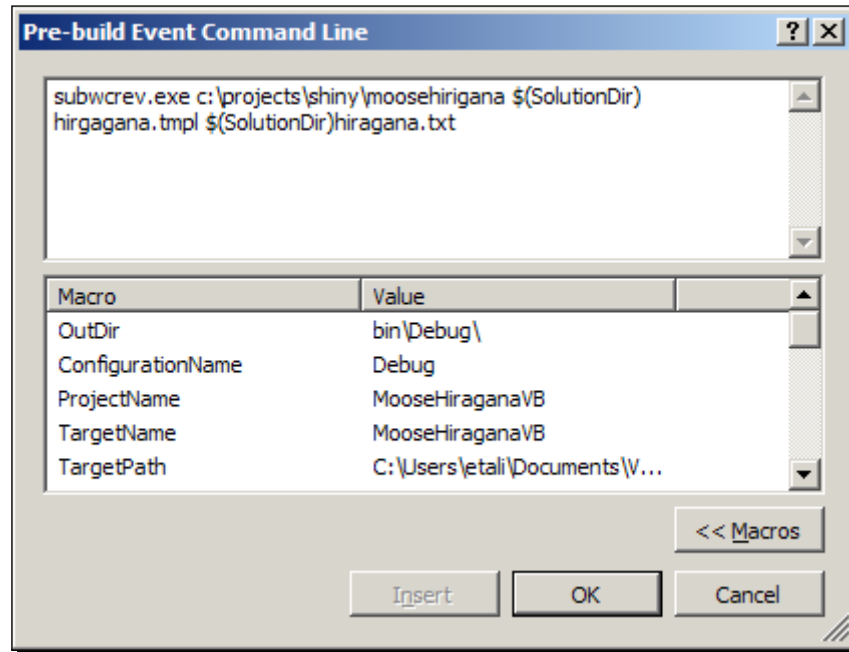 Pre-build Event Command Line
subwcrev.exe c:\projects\shiny\moosehirigana $(SolutionDir)
hirgagana.tmpl $(SolutionDir)hiragana.txt
Macro Value
OutDir bin\Debug\
ConfigurationName Debug
ProjectName MooseHiraganaVB
TargetName MooseHiraganaVB
TargetPath C:\Users\etali\Documents\V...
<< Macros
Insert OK Cancel